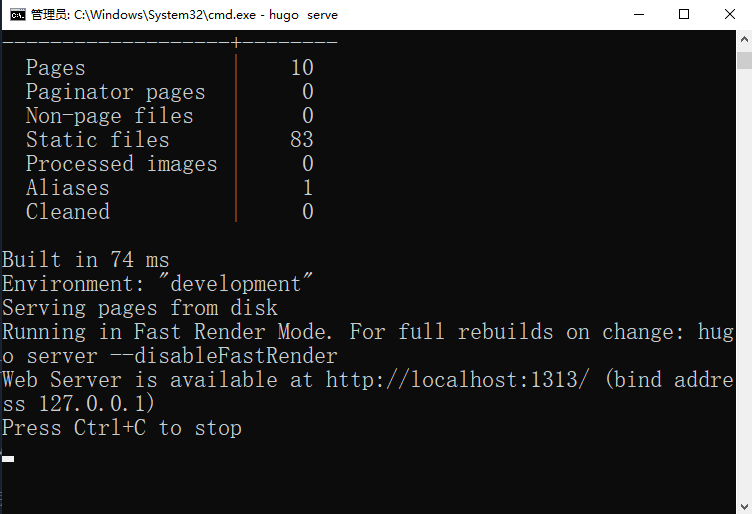 管理员: C:\Windows\System32\cmd.exe - hugo  serve
-------------------+--------
Pages | 10
Paginator pages | 0
Non-page files | 0
Static files | 83
Processed images | 0
Aliases | 1
Cleaned | 0
Built in 74 ms
Environment: "development"
Serving pages from disk
Running in Fast Render Mode. For full rebuilds on change: hug
o server --disableFastRender
Web Server is available at http://localhost:1313/ (bind addre
ss 127.0.0.1)
Press Ctrl+C to stop